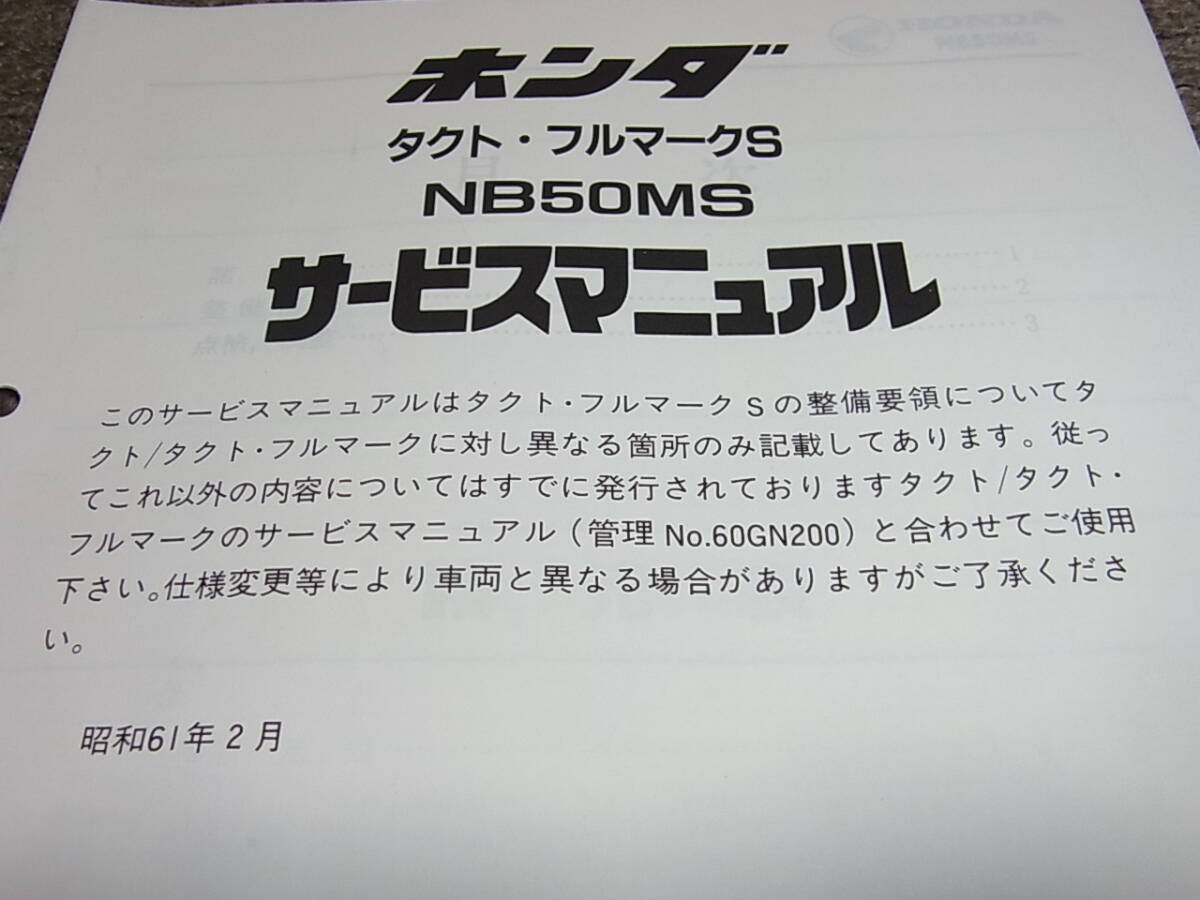 HONDA
ホンダ
タクト・フルマークS
NB50MS
サービスマニュアル
1
2
3
このサービスマニュアルはタクト・フルマークSの整備要領についてタ
クト/タクト・フルマークに対し異なる箇所のみ記載してあります。従っ
てこれ以外の内容についてはすでに発行されておりますタクト/タクト・
フルマークのサービスマニュアル(管理No.60GN200)と合わせてご使用
下さい。仕様変更等により車両と異なる場合がありますがご了承くださ
い。
昭和61年2月